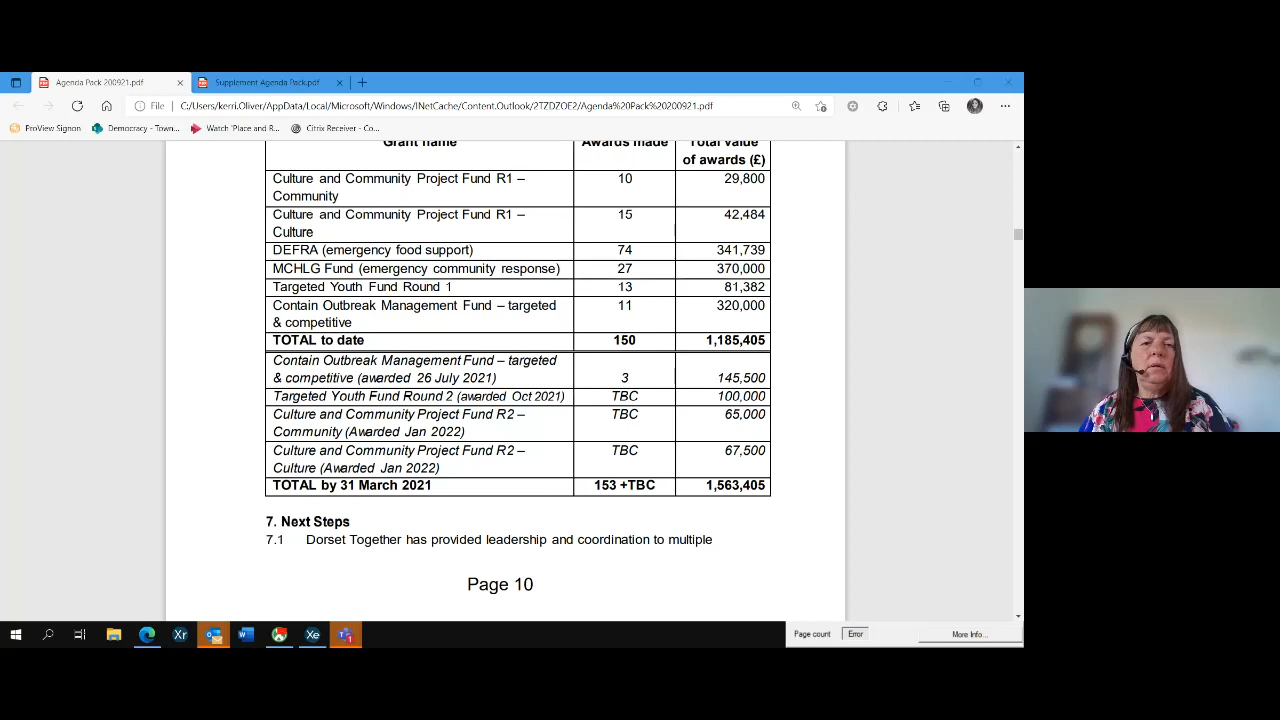 Agenda Pack 200921.pdf
Supplement Agenda Pack.pdf
File
C:/Users/kerri.Oliver/AppData/Local/Microsoft/Windows/INetCache/Content.Outlook/2TZDZOE2/Agenda%20Pack%20200921.pdf
ProView Signon
Democracy - Town...
Watch 'Place and R...
Citrix Receiver - Co...
Grant name Awards made Total value
of awards (£)
Culture and Community Project Fund R1 – 10 29,800
Community
Culture and Community Project Fund R1 – 15 42,484
Culture
DEFRA (emergency food support) 74 341,739
MCHLG Fund (emergency community response) 27 370,000
Targeted Youth Fund Round 1 13 81,382
Contain Outbreak Management Fund – targeted 11 320,000
& competitive
TOTAL to date 150 1,185,405
Contain Outbreak Management Fund – targeted
& competitive (awarded 26 July 2021) 3 145,500
Targeted Youth Fund Round 2 (awarded Oct 2021) TBC 100,000
Culture and Community Project Fund R2 – TBC 65,000
Community (Awarded Jan 2022)
Culture and Community Project Fund R2 – TBC 67,500
Culture (Awarded Jan 2022)
TOTAL by 31 March 2021 153 +TBC 1,563,405
7. Next Steps
7.1 Dorset Together has provided leadership and coordination to multiple
Page 10
Page count Error More Info...